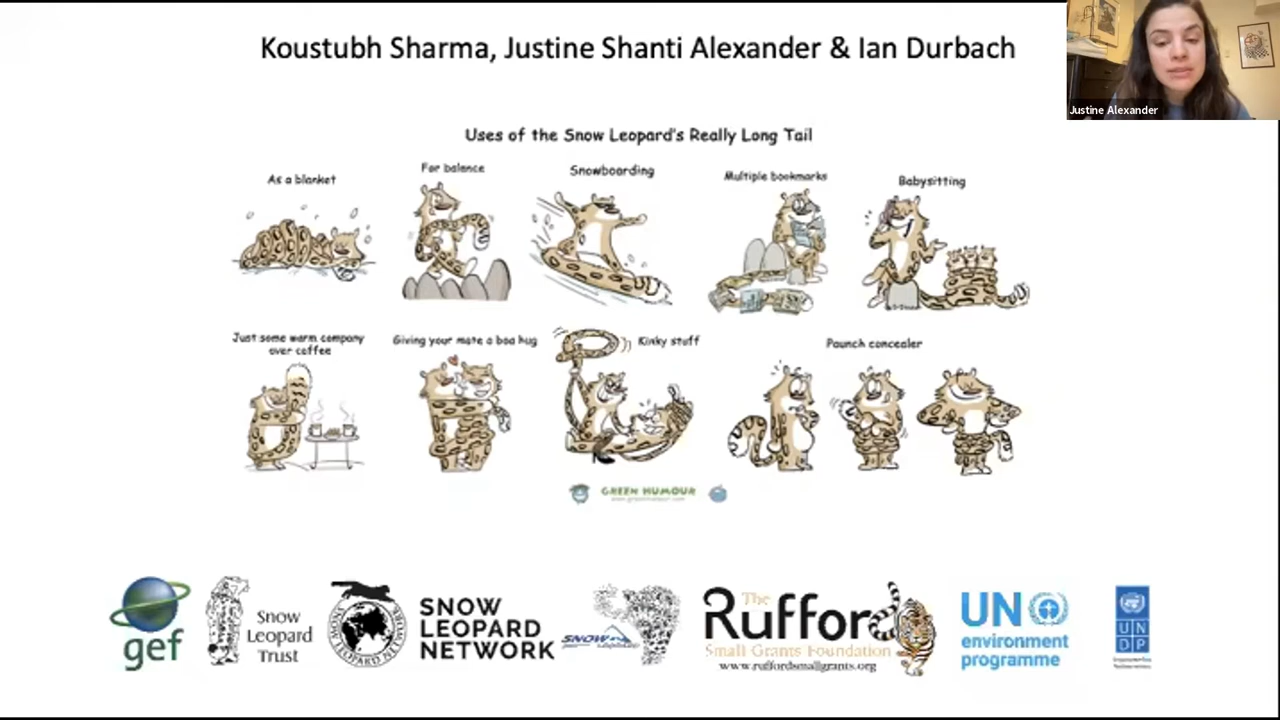 Koustubh Sharma, Justine Shanti Alexander & Ian Durbach
Justine Alexander
Uses of the Snow Leopard's Really Long Tail
As a blanket
For balence
Snowboarding
Multiple bookmarks
Babysitting
Just some warm company
over coffee
Giving your mate a boa hug
Kinky stuff
Paunch concealer
GREEN HUMOUR
gef
Snow
Leopard
Trust
SNOW
LEOPARD
NETWORK
SNOW
The
Rufford
Small Grants Foundation
www.ruffordsmallgrants.org
UN
environment
programme
U N
D P